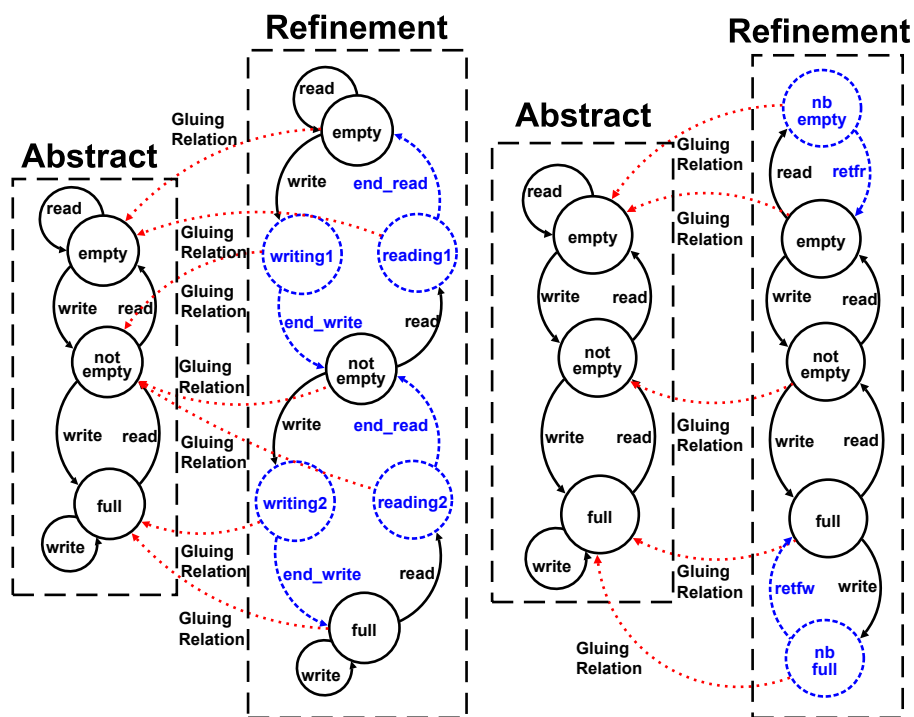 Refinement
Refinement
read
empty
Gluing
Relation
nb
empty
Abstract
Gluing
Relation
Abstract
write
end_read
read
retfr
read
Gluing
Relation
Gluing
Relation
empty
writing1
reading1
empty
empty
write
read
Gluing
Relation
write
read
write
read
end_write
read
not
empty
not
empty
not
empty
not
empty
Gluing
Relation
write
end_read
write
read
Gluing
Relation
write
read
Gluing
Relation
write
read
full
writing2
reading2
full
full
write
Gluing
Relation
end_write
read
write
Gluing
Relation
retfw
write
Gluing
Relation
full
write
Gluing
Relation
nb
full